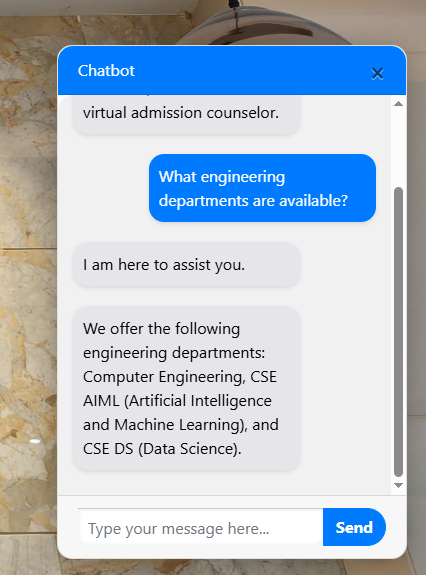 Chatbot
×
virtual admission counselor.
What engineering
departments are available?
I am here to assist you.
We offer the following
engineering departments:
Computer Engineering, CSE
AIML (Artificial Intelligence
and Machine Learning), and
CSE DS (Data Science).
Type your message here...
Send